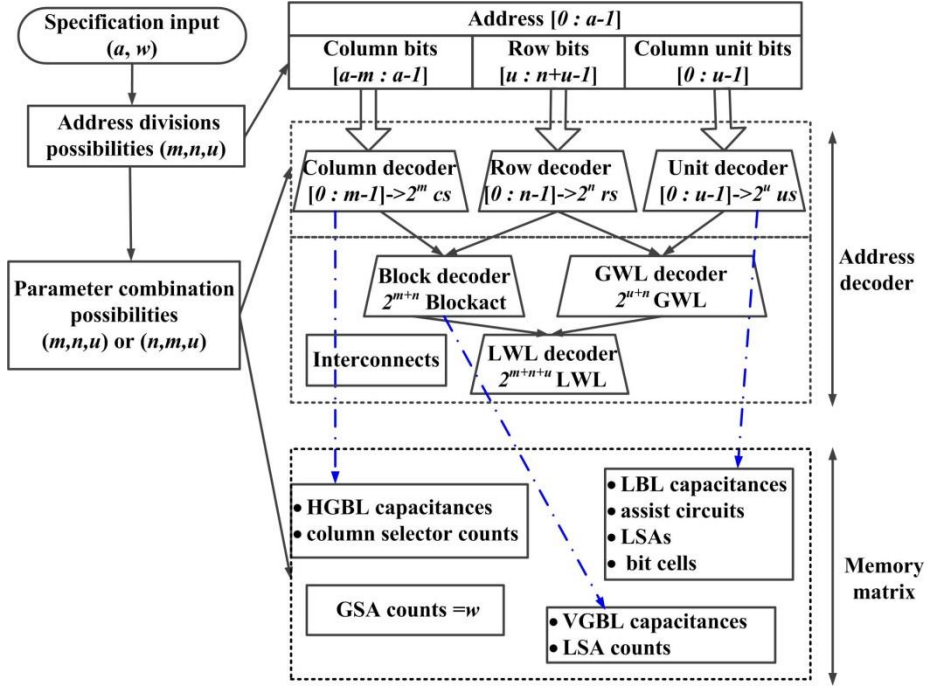 Specification input
(a, w)
Address divisions
possibilities (m,n,u)
Parameter combination
possibilities
(m,n,u) or (n,m,u)
Address [0 : a-1]
Column bits
[a-m : a-1]
Row bits
[u : n+u-1]
Column unit bits
[0 : u-1]
Column decoder
[0 : m-1]->2^m cs
Row decoder
[0 : n-1]->2^n rs
Unit decoder
[0 : u-1]->2^u us
Block decoder
2^{m+n} Blockact
GWL decoder
2^{u+n} GWL
Interconnects
LWL decoder
2^{m+n+u} LWL
Address
decoder
• HGBL capacitances
• column selector counts
• LBL capacitances
• assist circuits
• LSAs
• bit cells
GSA counts =w
• VGBL capacitances
• LSA counts
Memory
matrix